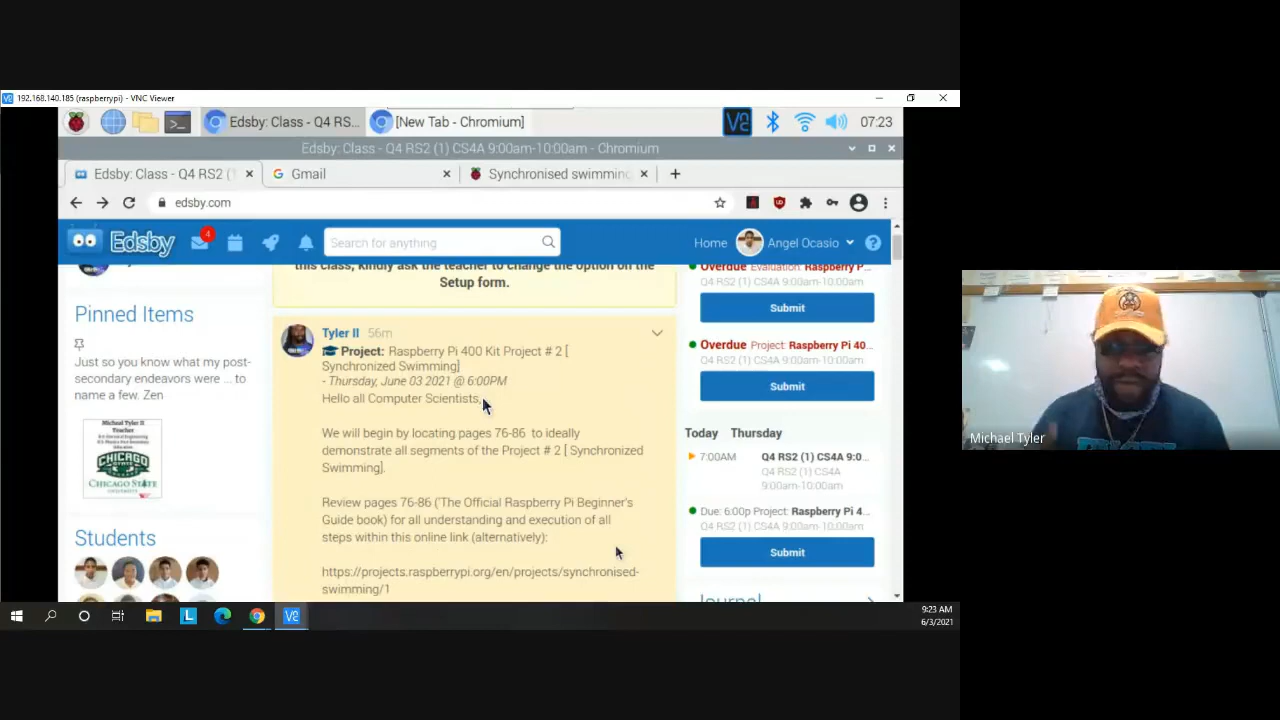 192.168.140.185 (raspberrypi) - VNC Viewer
Edsby: Class - Q4 RS...
[New Tab - Chromium]
07:23
Edsby: Class - Q4 RS2 (1) CS4A 9:00am-10:00am - Chromium
Edsby: Class - Q4 RS2 (1
Gmail
Synchronised swimming
edsby.com
Edsby
4
Search for anything
Home
Angel Ocasio
this class, kindly ask the teacher to change the option on the
Setup form.
Pinned Items
Just so you know what my post-
secondary endeavors were ... to
name a few. Zen
Michael Tyler II
Teacher
CHICAGO
STATE
UNIVERSITY
Students
Tyler II 56m
Project: Raspberry Pi 400 Kit Project # 2 [
Synchronized Swimming]
- Thursday, June 03 2021 @ 6:00PM
Hello all Computer Scientists,
We will begin by locating pages 76-86 to ideally
demonstrate all segments of the Project # 2 [ Synchronized
Swimming].
Review pages 76-86 ('The Official Raspberry Pi Beginner's
Guide book) for all understanding and execution of all
steps within this online link (alternatively):
https://projects.raspberrypi.org/en/projects/synchronised-
swimming/1
Overdue Evaluation: Raspberry P...
Q4 RS2 (1) CS4A 9:00am-10:00am
Submit
Overdue Project: Raspberry Pi 40...
Q4 RS2 (1) CS4A 9:00am-10:00am
Submit
Today Thursday
7:00AM Q4 RS2 (1) CS4A 9:0...
Q4 RS2 (1) CS4A
9:00am-10:00am
Due: 6:00p Project: Raspberry Pi 4...
Q4 RS2 (1) CS4A 9:00am-10:00am
Submit
Journal
9:23 AM
6/3/2021
Michael Tyler